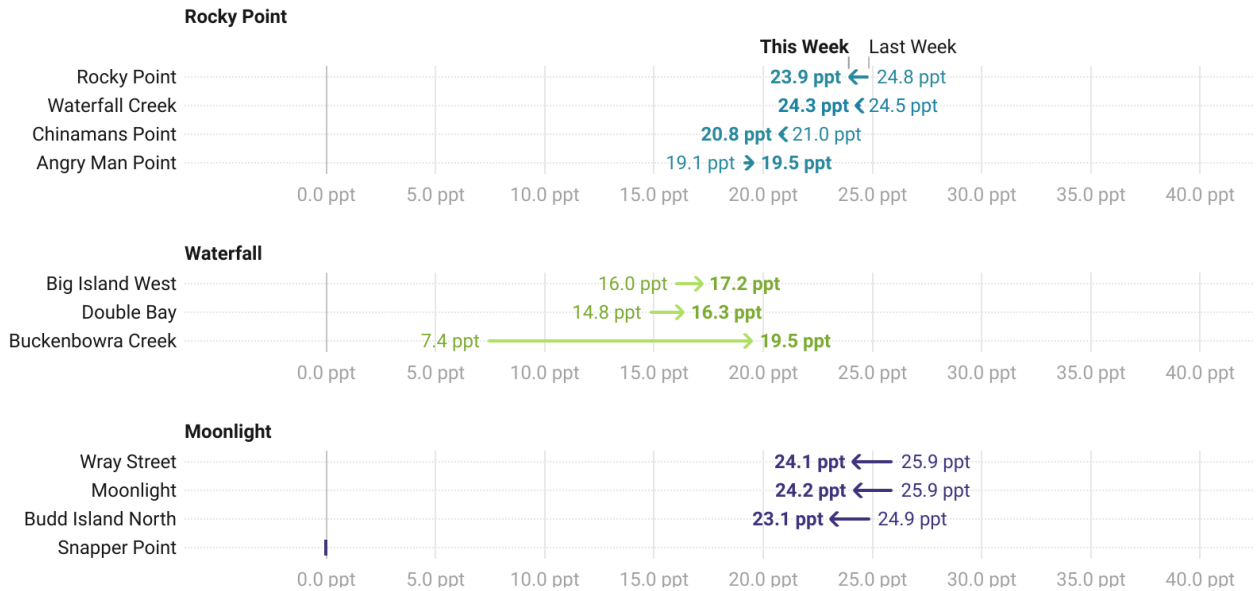 Rocky Point
This Week Last Week
Rocky Point 23.9 ppt 24.8 ppt
Waterfall Creek 24.3 ppt 24.5 ppt
Chinamans Point 20.8 ppt 21.0 ppt
Angry Man Point 19.1 ppt 19.5 ppt
0.0 ppt 5.0 ppt 10.0 ppt 15.0 ppt 20.0 ppt 25.0 ppt 30.0 ppt 35.0 ppt 40.0 ppt
Waterfall
Big Island West 16.0 ppt 17.2 ppt
Double Bay 14.8 ppt 16.3 ppt
Buckenbowra Creek 7.4 ppt 19.5 ppt
0.0 ppt 5.0 ppt 10.0 ppt 15.0 ppt 20.0 ppt 25.0 ppt 30.0 ppt 35.0 ppt 40.0 ppt
Moonlight
Wray Street 24.1 ppt 25.9 ppt
Moonlight 24.2 ppt 25.9 ppt
Budd Island North 23.1 ppt 24.9 ppt
Snapper Point
0.0 ppt 5.0 ppt 10.0 ppt 15.0 ppt 20.0 ppt 25.0 ppt 30.0 ppt 35.0 ppt 40.0 ppt